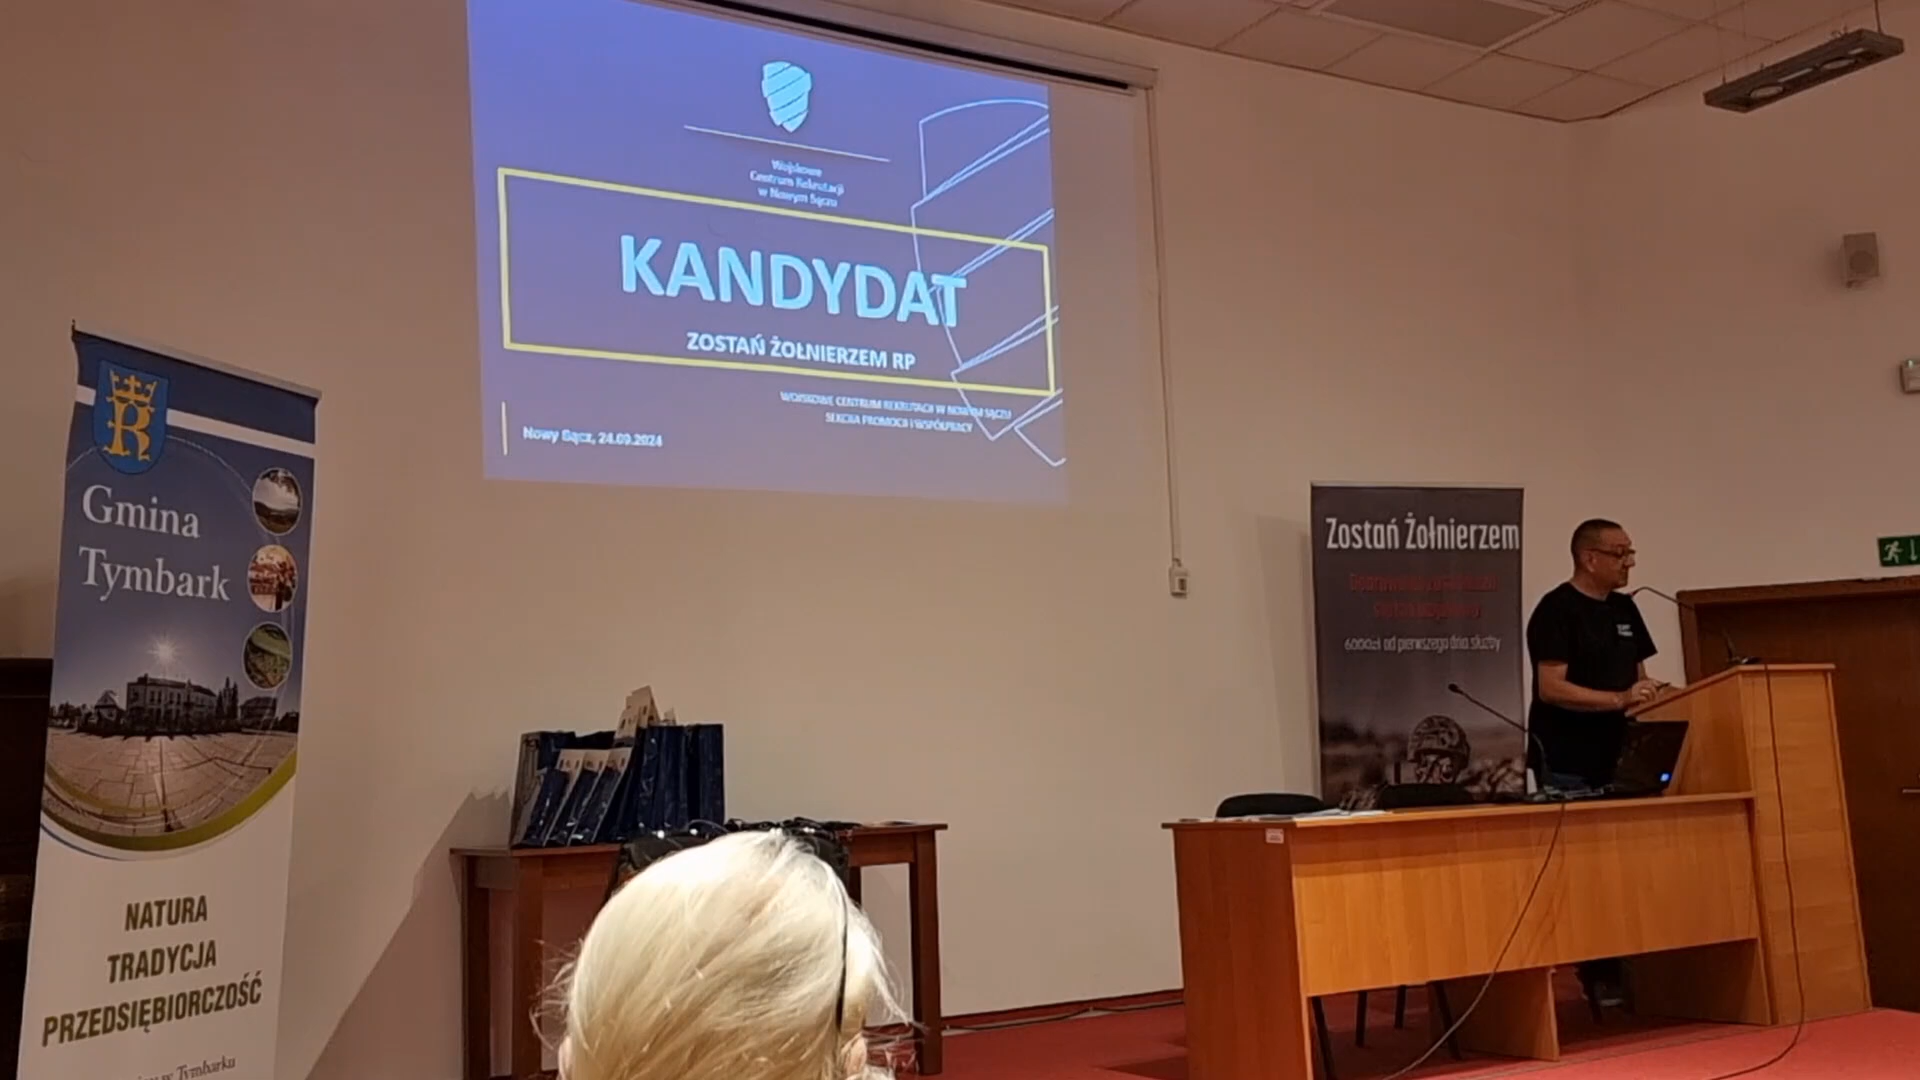 Wojskowe
Centrum Rekrutacji
w Nowym Sączu
KANDYDAT
ZOSTAŃ ŻOŁNIERZEM RP
WOJSKOWE CENTRUM REKRUTACJI W NOWYM SĄCZU
SEKCJA PROMOCJI I WSPÓŁPRACY
Nowy Sącz, 24.09.2024
R
Gmina
Tymbark
NATURA
TRADYCJA
PRZEDSIĘBIORCZOŚĆ
w Tymbarku
Zostań Żołnierzem
6000zł od pierwszego dnia służby